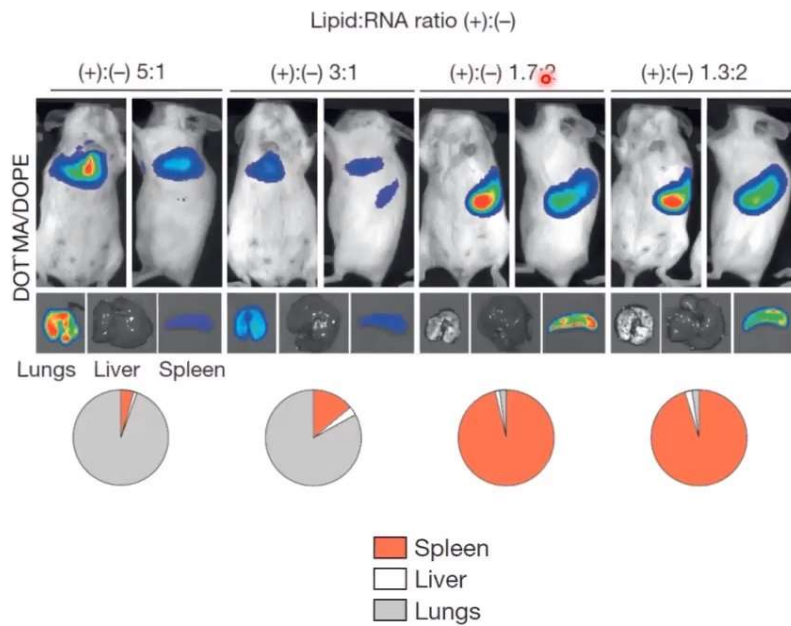 Lipid:RNA ratio (+):(–)
(+):(–) 5:1 (+):(–) 3:1 (+):(–) 1.7:2 (+):(–) 1.3:2
DOTMA/DOPE
Lungs Liver Spleen
Spleen
Liver
Lungs